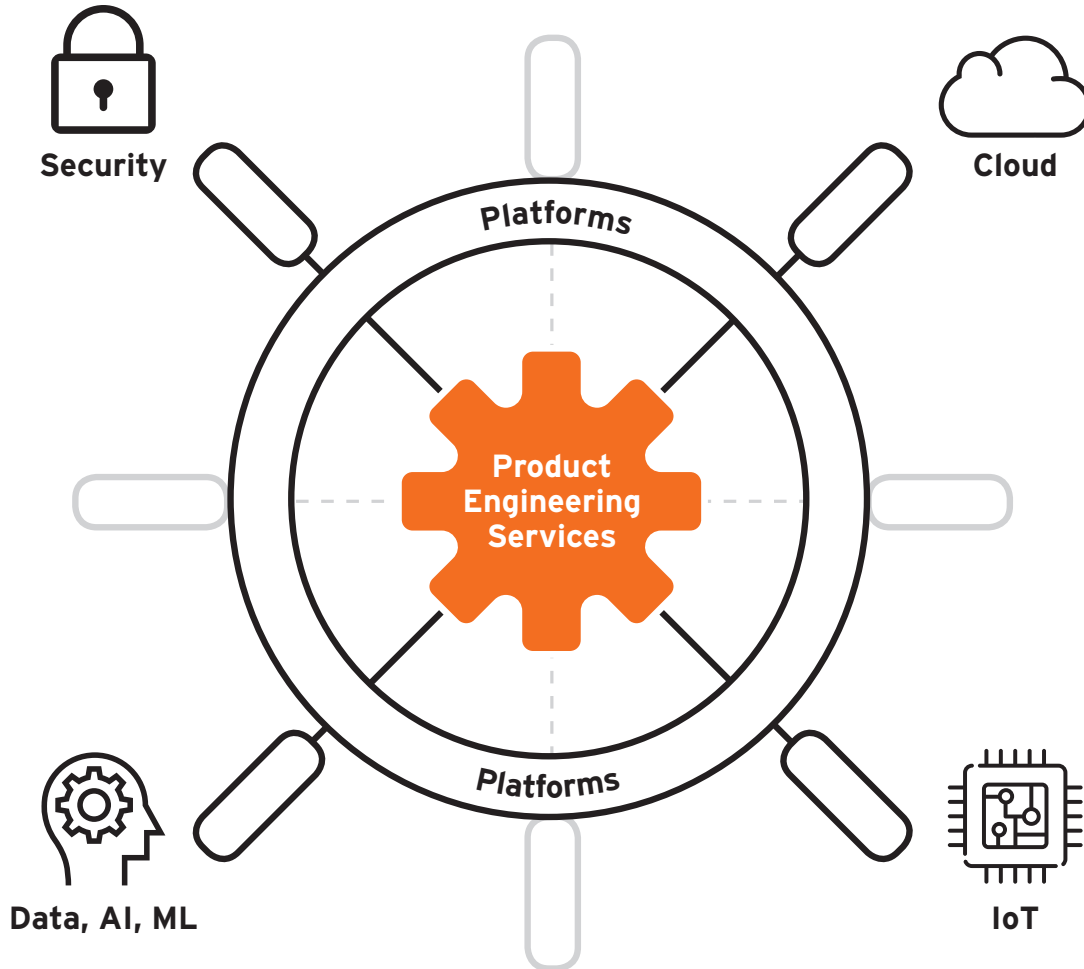 Security
Cloud
Platforms
Product
Engineering
Services
Platforms
Data, AI, ML
IoT